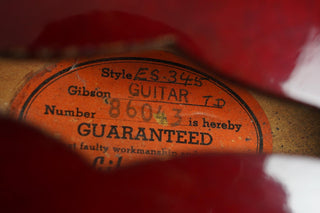 Style ES-345
Gibson GUITAR TD
Number 86043 is hereby
GUARANTEED
faulty workmanship